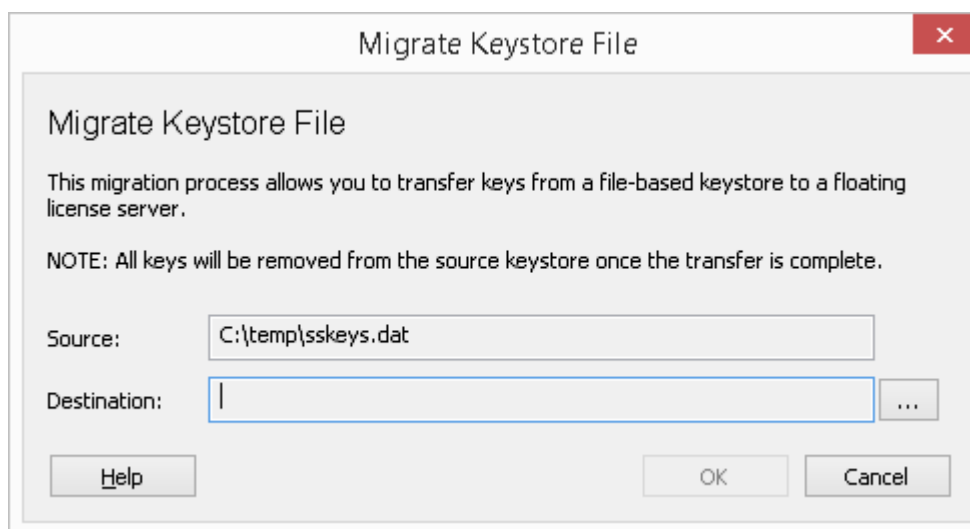 Migrate Keystore File
Migrate Keystore File
This migration process allows you to transfer keys from a file-based keystore to a floating
license server.
NOTE: All keys will be removed from the source keystore once the transfer is complete.
Source: C:\temp\sskeys.dat
Destination: ...
Help OK Cancel